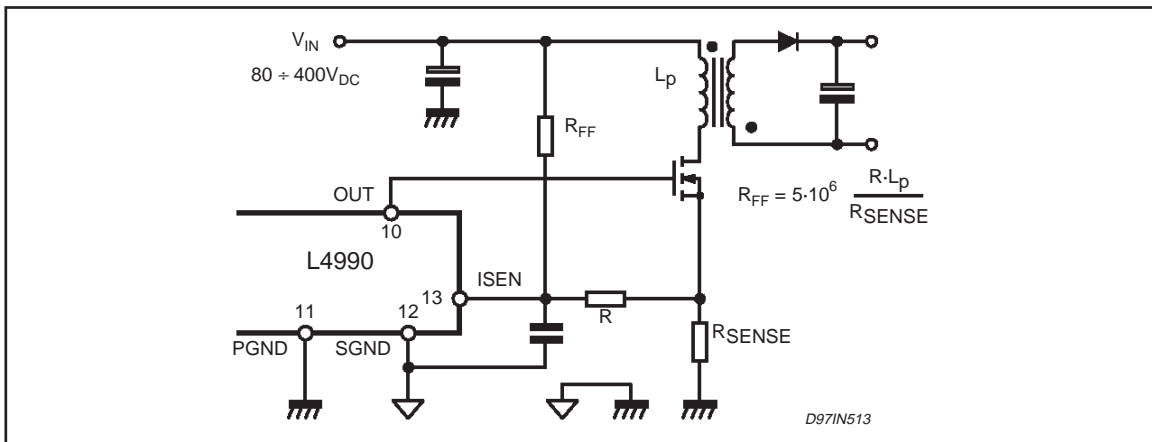 V_IN
80 ÷ 400V_DC
L_p
R_FF
R_FF = 5·10^6 R·L_p / R_SENSE
OUT
10
L4990
ISEN
13
11
12
R
PGND
SGND
R_SENSE
D97IN513